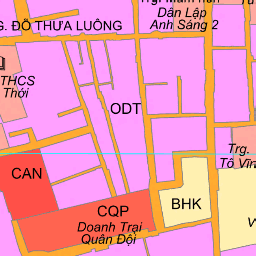 Dân Lập
Ánh Sáng 2
G. ĐỖ THỪA LUÔNG
THCS
Thới
ODT
Trg.
Tô Vĩn
CAN
BHK
CQP
Doanh Trại
Quân Đội